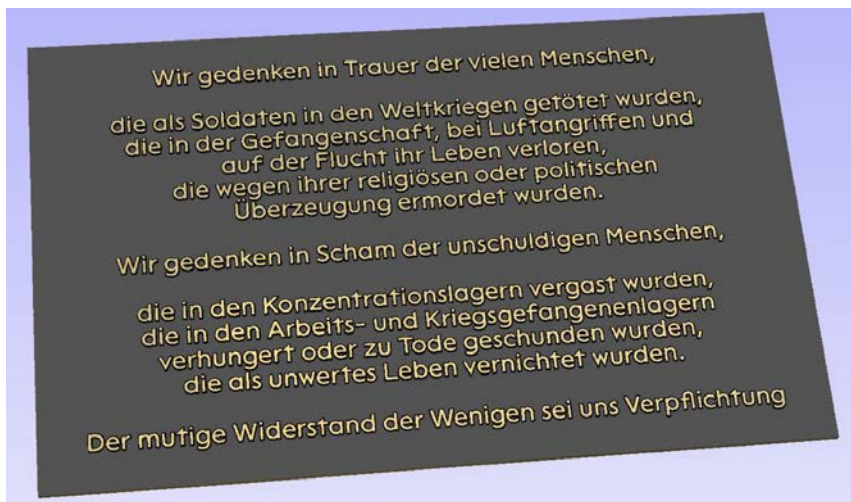 Wir gedenken in Trauer der vielen Menschen,
die als Soldaten in den Weltkriegen getötet wurden,
die in der Gefangenschaft, bei Luftangriffen und
auf der Flucht ihr Leben verloren,
die wegen ihrer religiösen oder politischen
Überzeugung ermordet wurden.
Wir gedenken in Scham der unschuldigen Menschen,
die in den Konzentrationslagern vergast wurden,
die in den Arbeits- und Kriegsgefangenenlagern
verhungert oder zu Tode geschunden wurden,
die als unwertes Leben vernichtet wurden.
Der mutige Widerstand der Wenigen sei uns Verpflichtung